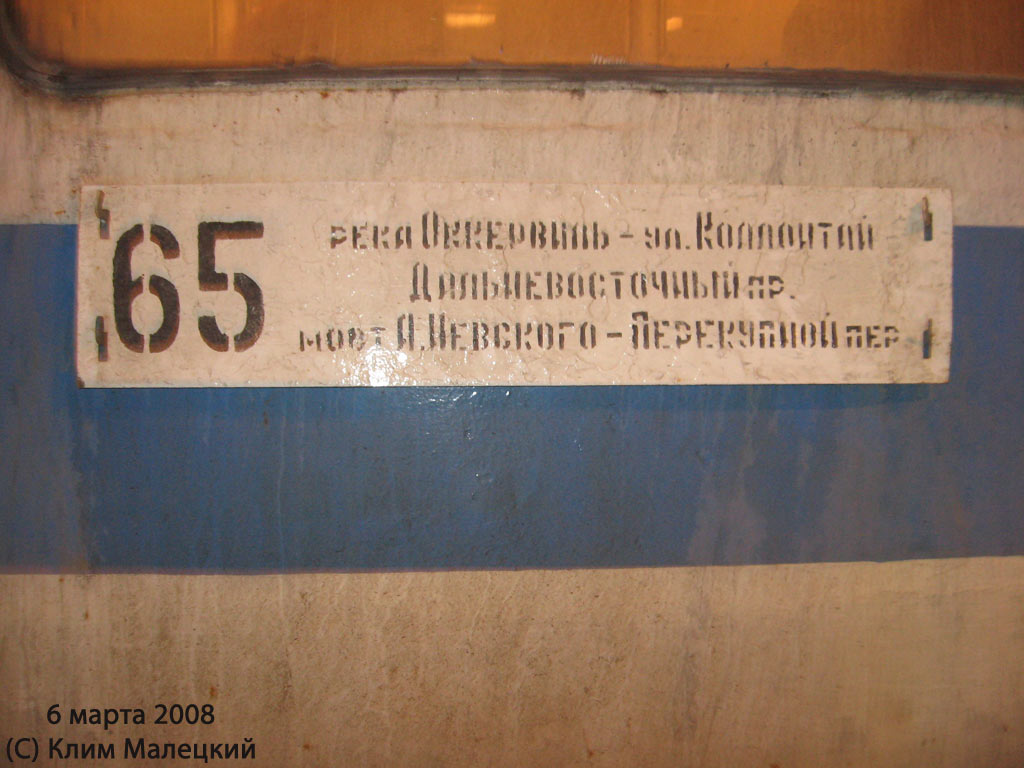 65
река Оккервиль - ул. Коллонтай
Дальневосточный пр.
мост А.Невского - Перекупной пер.
6 марта 2008
(C) Клим Малецкий